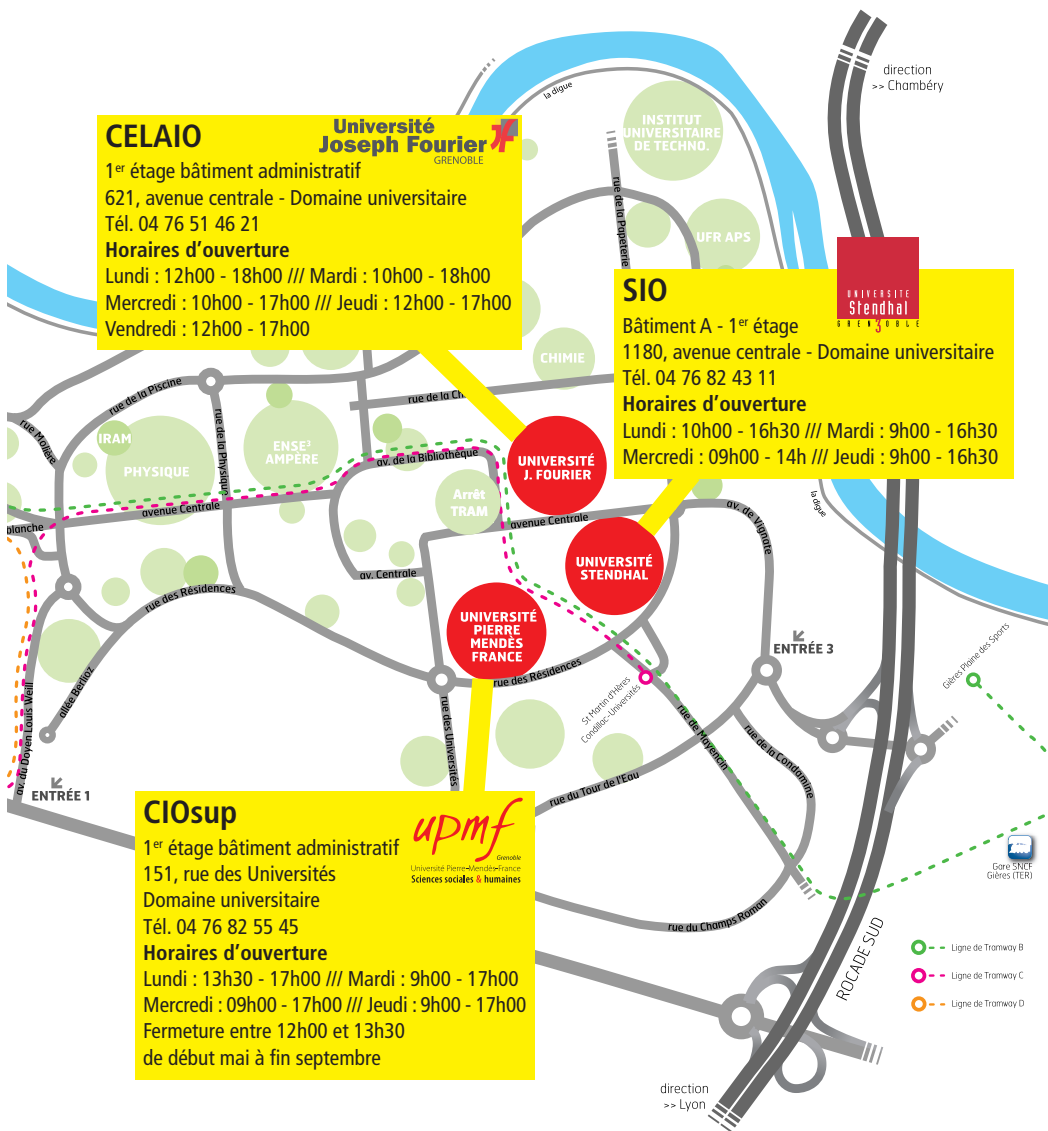 direction
>> Chambéry
la digue
INSTITUT
UNIVERSITAIRE
DE TECHNO.
CELAIO
Université
Joseph Fourier
GRENOBLE
1er étage bâtiment administratif
621, avenue centrale - Domaine universitaire
Tél. 04 76 51 46 21
Horaires d'ouverture
Lundi : 12h00 - 18h00 /// Mardi : 10h00 - 18h00
Mercredi : 10h00 - 17h00 /// Jeudi : 12h00 - 17h00
Vendredi : 12h00 - 17h00
rue de la Papeterie
UFR APS
SIO
UNIVERSITE
Stendhal
GREN3OBLE
Bâtiment A - 1er étage
1180, avenue centrale - Domaine universitaire
Tél. 04 76 82 43 11
Horaires d'ouverture
Lundi : 10h00 - 16h30 /// Mardi : 9h00 - 16h30
Mercredi : 09h00 - 14h /// Jeudi : 9h00 - 16h30
CHIMIE
rue de la Ch
rue de la Piscine
rue Molière
IRAM
PHYSIQUE
rue de la Physique
ENSE3
AMPÈRE
av. de la Bibliothèque
UNIVERSITÉ
J. FOURIER
Arrêt
TRAM
la digue
blanche
avenue Centrale
avenue Centrale
av. de Vignate
UNIVERSITÉ
STENDHAL
av. Centrale
rue des Résidences
UNIVERSITÉ
PIERRE
MENDÈS
FRANCE
ENTRÉE 3
Gières Plaine des Sports
rue des Résidences
St Martin d'Hères
Condillac-Universités
allée Berlioz
av. du Doyen Louis Weill
rue des Universités
rue de Mayencin
rue de la Condamine
ENTRÉE 1
rue du Tour de l'Eau
CIOsup
upmf
Grenoble
Université Pierre-Mendès-France
Sciences sociales & humaines
1er étage bâtiment administratif
151, rue des Universités
Domaine universitaire
Tél. 04 76 82 55 45
Horaires d'ouverture
Lundi : 13h30 - 17h00 /// Mardi : 9h00 - 17h00
Mercredi : 09h00 - 17h00 /// Jeudi : 9h00 - 17h00
Fermeture entre 12h00 et 13h30
de début mai à fin septembre
Gare SNCF
Gières (TER)
rue du Champs Roman
ROCADE SUD
Ligne de Tramway B
Ligne de Tramway C
Ligne de Tramway D
direction
>> Lyon